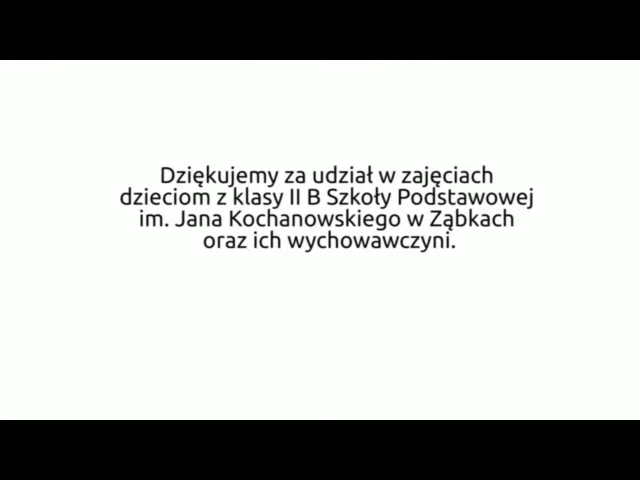 Dziękujemy za udział w zajęciach
dzieciom z klasy II B Szkoły Podstawowej
im. Jana Kochanowskiego w Ząbkach
oraz ich wychowawczyni.